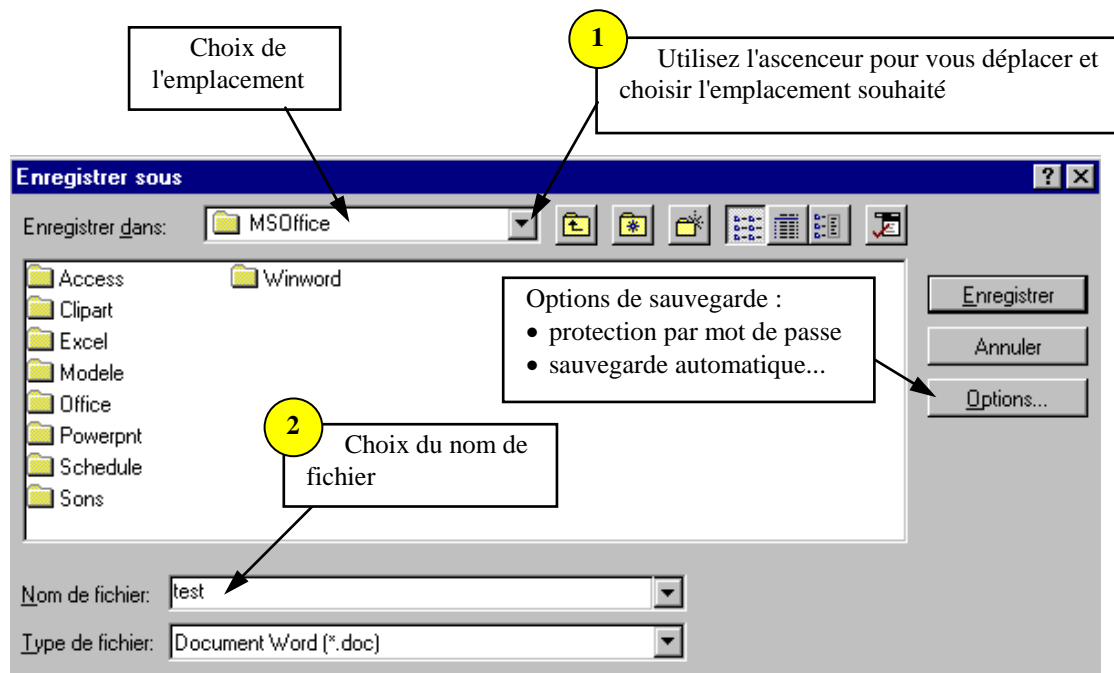 Choix de
l'emplacement
1
Utilisez l'ascenceur pour vous déplacer et
choisir l'emplacement souhaité
Enregistrer sous
Enregistrer dans:
MSOffice
Access
Clipart
Excel
Modele
Office
Powerpnt
Schedule
Sons
Winword
Options de sauvegarde :
• protection par mot de passe
• sauvegarde automatique...
Enregistrer
Annuler
Options...
2
Choix du nom de
fichier
Nom de fichier: test
Type de fichier: Document Word (*.doc)